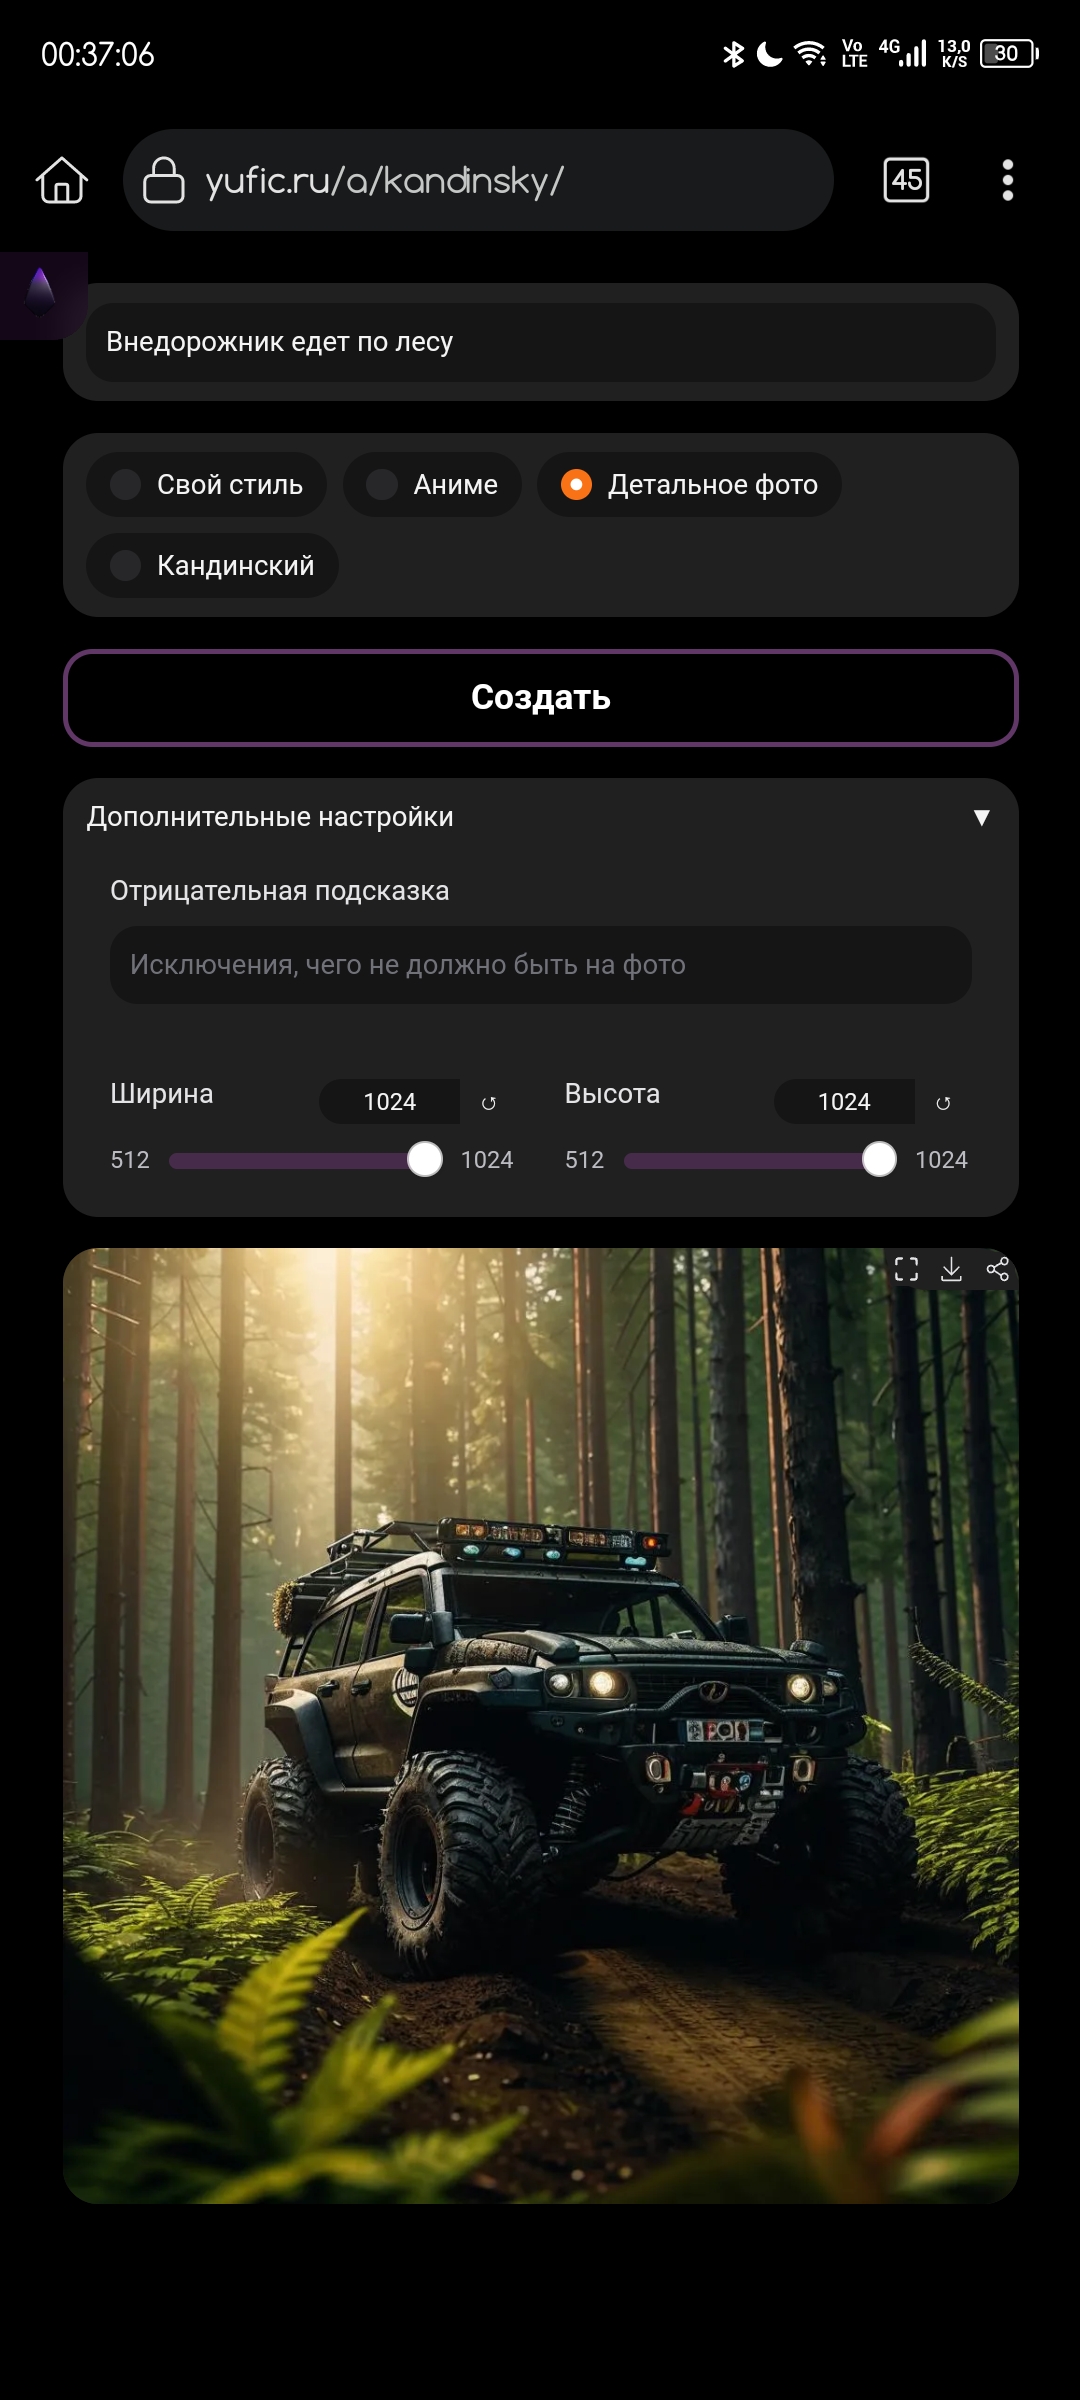 00:37:06 Vo LTE 4G 13,0 K/S 30
yufic.ru/a/kandinsky/ 45
Внедорожник едет по лесу
Свой стиль Аниме Детальное фото
Кандинский
Создать
Дополнительные настройки ▼
Отрицательная подсказка
Исключения, чего не должно быть на фото
Ширина 1024 Высота 1024
512 1024 512 1024